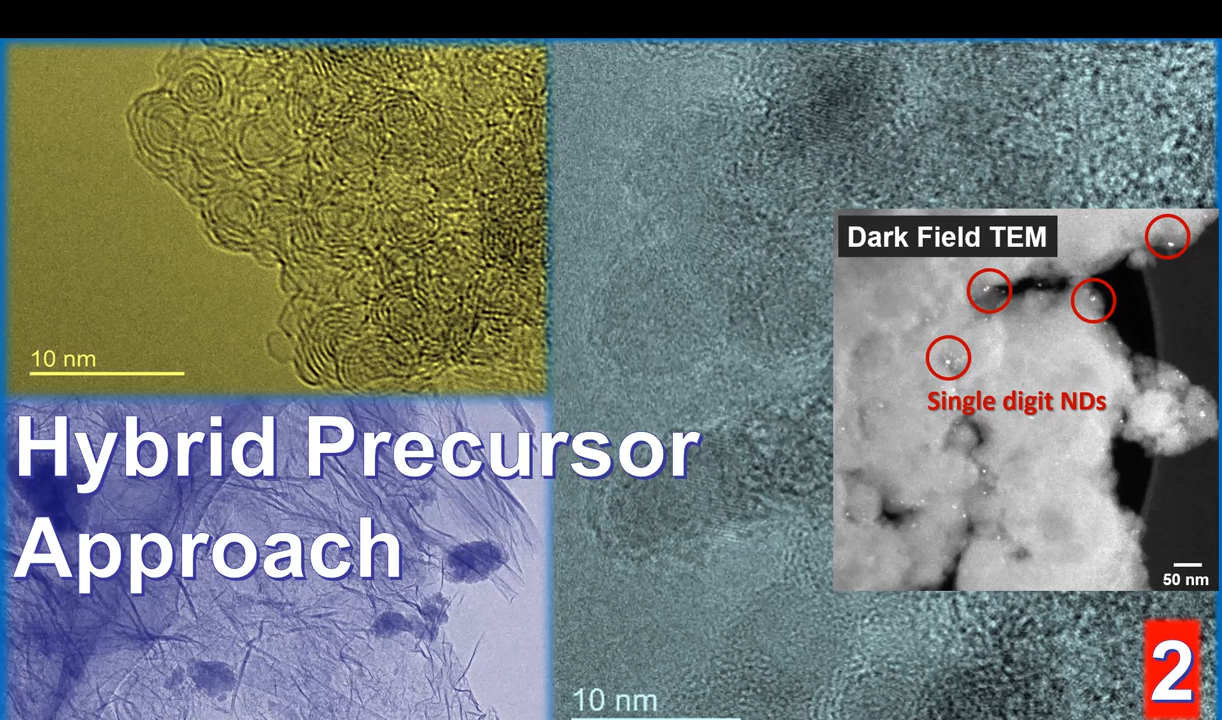 Dark Field TEM
Single digit NDs
50 nm
10 nm
Hybrid Precursor
Approach
10 nm
2